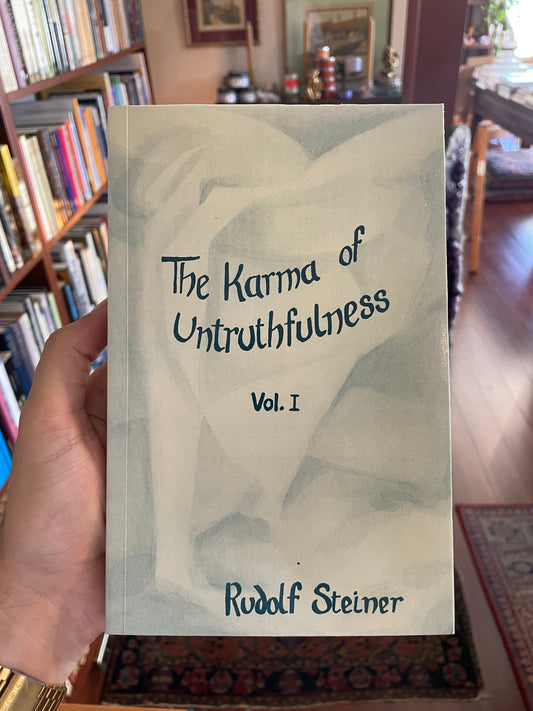 The Karma of
Untruthfulness
Vol. I
Rudolf Steiner